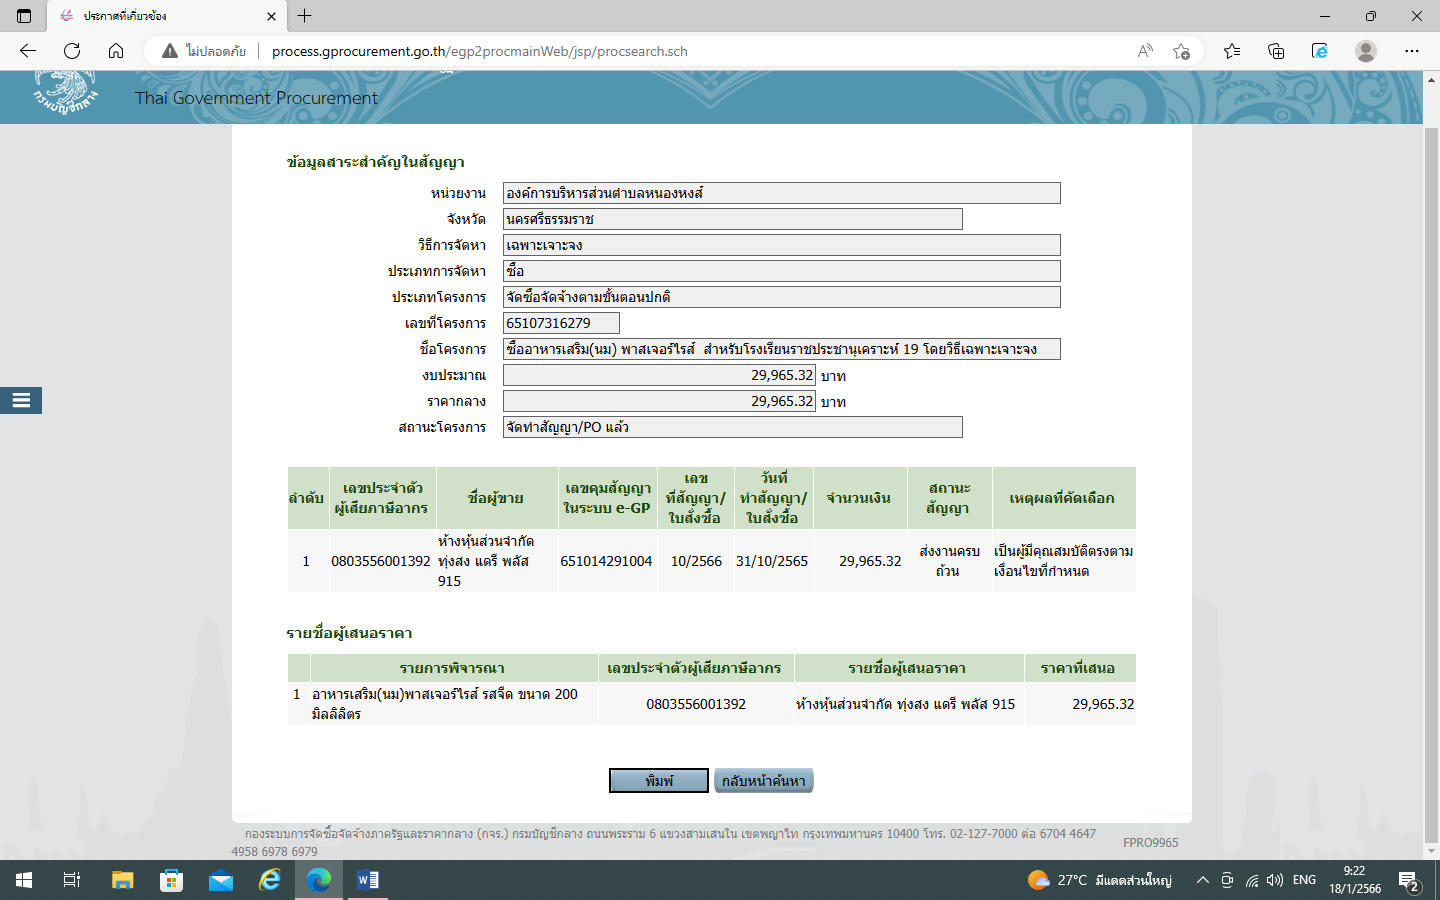 ประกาศที่เกี่ยวข้อง
ไม่ปลอดภัย process.gprocurement.go.th/egp2procmainWeb/jsp/procsearch.sch
กรมบัญชีกลาง
Thai Government Procurement
ข้อมูลสาระสำคัญในสัญญา
หน่วยงาน องค์การบริหารส่วนตำบลหนองหงส์
จังหวัด นครศรีธรรมราช
วิธีการจัดหา เฉพาะเจาะจง
ประเภทการจัดหา ซื้อ
ประเภทโครงการ จัดซื้อจัดจ้างตามขั้นตอนปกติ
เลขที่โครงการ 65107316279
ชื่อโครงการ ซื้ออาหารเสริม(นม) พาสเจอร์ไรส์ สำหรับโรงเรียนราชประชานุเคราะห์ 19 โดยวิธีเฉพาะเจาะจง
งบประมาณ 29,965.32 บาท
ราคากลาง 29,965.32 บาท
สถานะโครงการ จัดทำสัญญา/PO แล้ว
ลำดับ เลขประจำตัวผู้เสียภาษีอากร ชื่อผู้ขาย เลขคุมสัญญาในระบบ e-GP เลขที่สัญญา/ใบสั่งซื้อ วันที่ทำสัญญา/ใบสั่งซื้อ จำนวนเงิน สถานะสัญญา เหตุผลที่คัดเลือก
1 0803556001392 ห้างหุ้นส่วนจำกัด ทุ่งสง แดรี่ พลัส 915 651014291004 10/2566 31/10/2565 29,965.32 ส่งงานครบถ้วน เป็นผู้มีคุณสมบัติตรงตามเงื่อนไขที่กำหนด
รายชื่อผู้เสนอราคา
รายการพิจารณา เลขประจำตัวผู้เสียภาษีอากร รายชื่อผู้เสนอราคา ราคาที่เสนอ
1 อาหารเสริม(นม)พาสเจอร์ไรส์ รสจืด ขนาด 200 มิลลิลิตร 0803556001392 ห้างหุ้นส่วนจำกัด ทุ่งสง แดรี่ พลัส 915 29,965.32
พิมพ์ กลับหน้าค้นหา
กองระบบการจัดซื้อจัดจ้างภาครัฐและราคากลาง (กจร.) กรมบัญชีกลาง ถนนพระราม 6 แขวงสามเสนใน เขตพญาไท กรุงเทพมหานคร 10400 โทร. 02-127-7000 ต่อ 6704 4647
4958 6978 6979
FPRO9965
27°C มีแดดส่วนใหญ่ ENG 9:22
18/1/2566
2